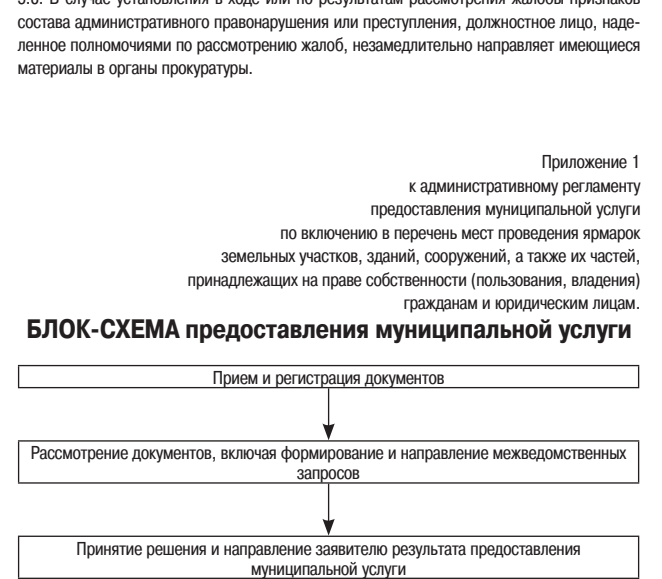 5.6. В случае установления в ходе или по результатам рассмотрения жалобы признаков
состава административного правонарушения или преступления, должностное лицо, наде-
ленное полномочиями по рассмотрению жалоб, незамедлительно направляет имеющиеся
материалы в органы прокуратуры.
Приложение 1
к административному регламенту
предоставления муниципальной услуги
по включению в перечень мест проведения ярмарок
земельных участков, зданий, сооружений, а также их частей,
принадлежащих на праве собственности (пользования, владения)
гражданам и юридическим лицам.
БЛОК-СХЕМА предоставления муниципальной услуги
Прием и регистрация документов
Рассмотрение документов, включая формирование и направление межведомственных
запросов
Принятие решения и направление заявителю результата предоставления
муниципальной услуги